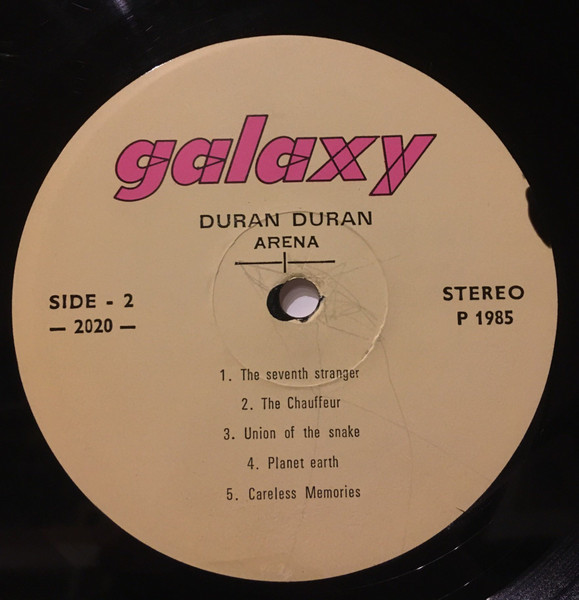 galaxy
DURAN DURAN
ARENA
SIDE - 2
— 2020 —
STEREO
P 1985
1. The seventh stranger
2. The Chauffeur
3. Union of the snake
4. Planet earth
5. Careless Memories